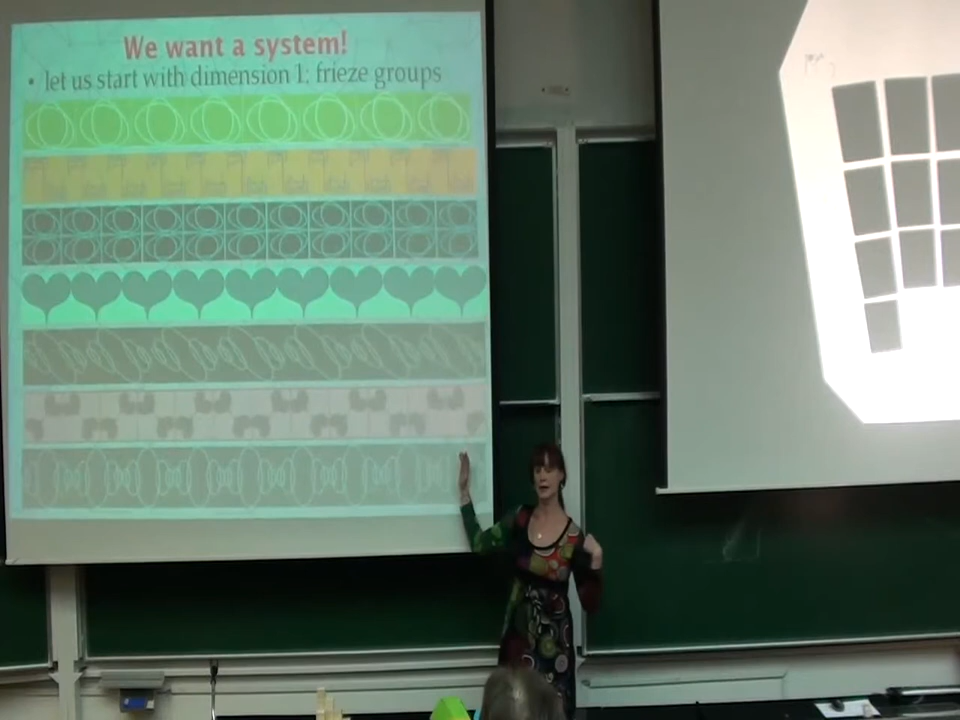 We want a system!
• let us start with dimension 1: frieze groups